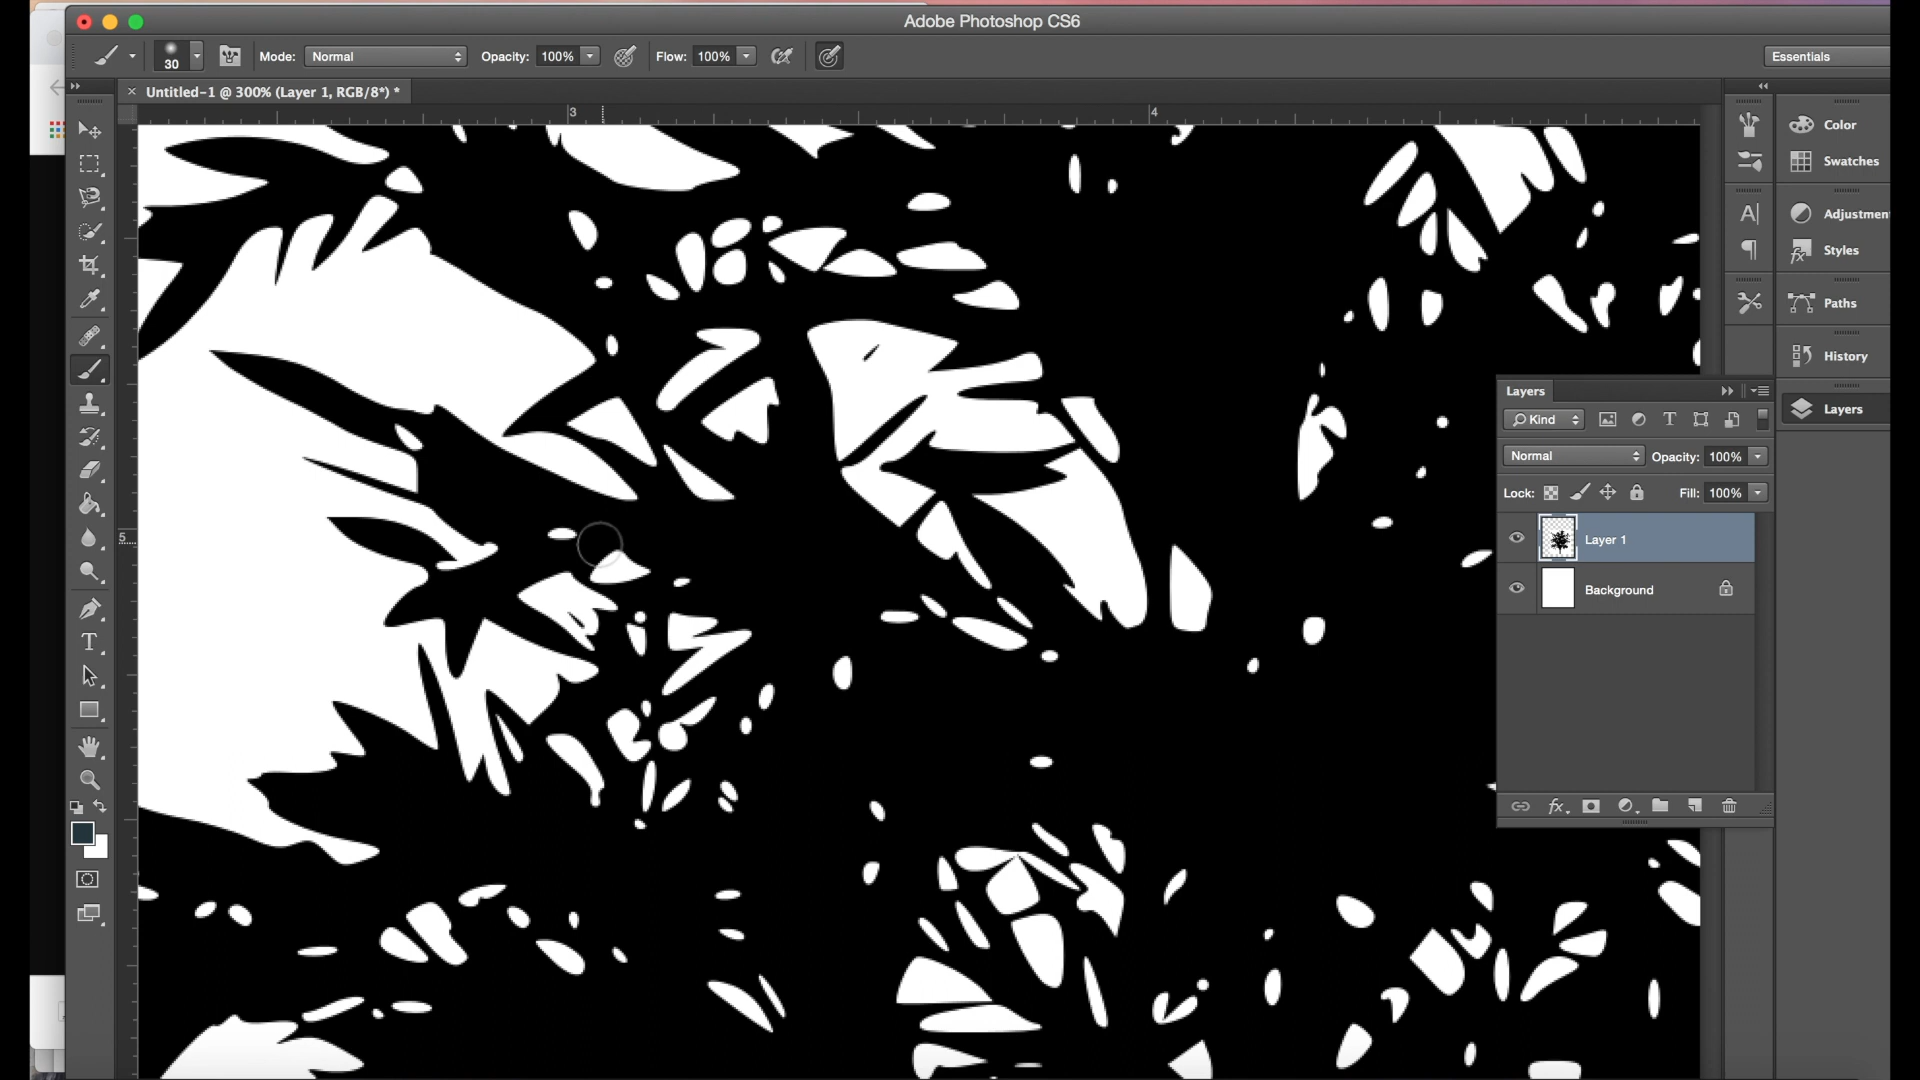 Adobe Photoshop CS6
30 Mode: Normal Opacity: 100% Flow: 100% Essentials
× Untitled-1 @ 300% (Layer 1, RGB/8*) *
3 4
5
T
A|
¶
Color
Swatches
Adjustmen
Styles
Paths
History
Layers
Layers
Kind T
Normal Opacity: 100%
Lock: Fill: 100%
Layer 1
Background
fx